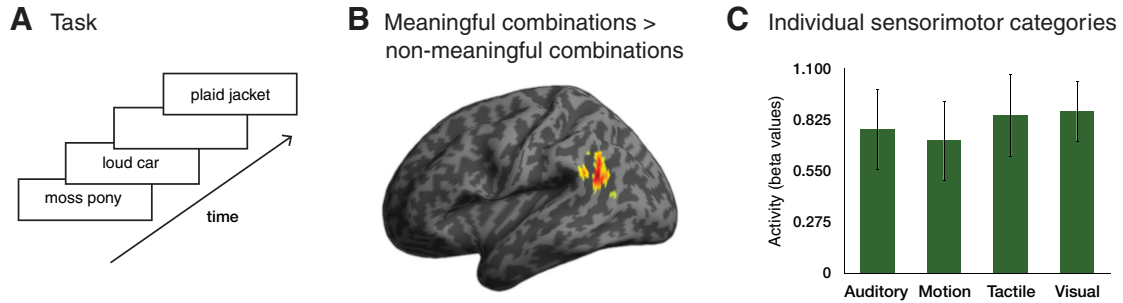 A Task
plaid jacket
loud car
moss pony
time
B Meaningful combinations >
non-meaningful combinations
C Individual sensorimotor categories
Activity (beta values)
1.100
0.825
0.550
0.275
0
Auditory Motion Tactile Visual